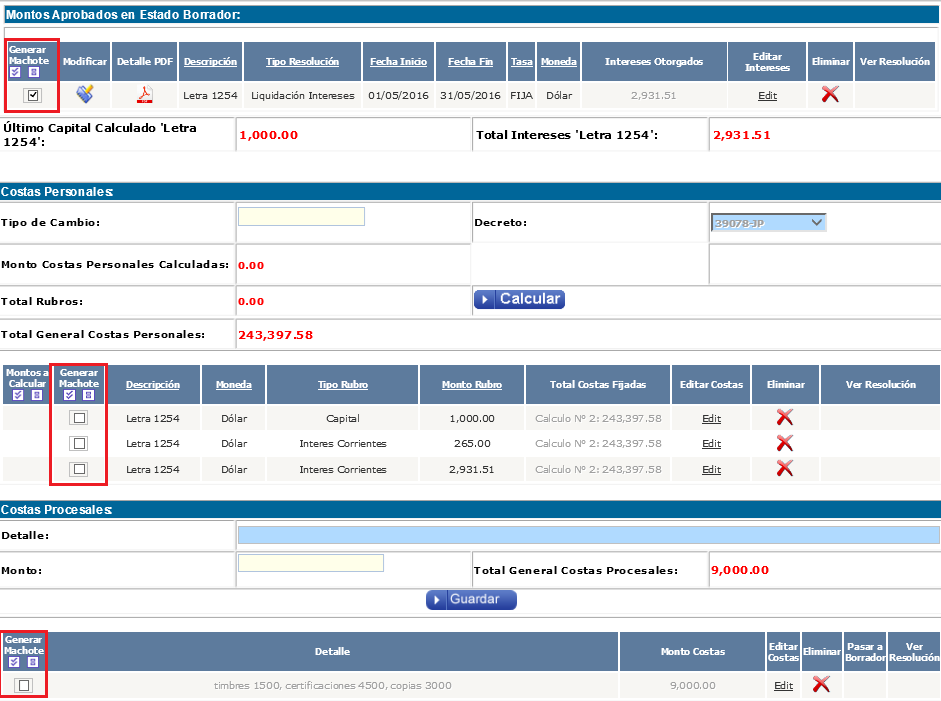 Montos Aprobados en Estado Borrador:
Generar Machote Modificar Detalle PDF Descripción Tipo Resolución Fecha Inicio Fecha Fin Tasa Moneda Intereses Otorgados Editar Intereses Eliminar Ver Resolución
Letra 1254 Liquidación Intereses 01/05/2016 31/05/2016 FIJA Dólar 2,931.51 Edit
Último Capital Calculado 'Letra 1254': 1,000.00 Total Intereses 'Letra 1254': 2,931.51
Costas Personales:
Tipo de Cambio: Decreto: 39078-JP
Monto Costas Personales Calculadas: 0.00
Total Rubros: 0.00 Calcular
Total General Costas Personales: 243,397.58
Montos a Calcular Generar Machote Descripción Moneda Tipo Rubro Monto Rubro Total Costas Fijadas Editar Costas Eliminar Ver Resolución
Letra 1254 Dólar Capital 1,000.00 Calculo Nº 2: 243,397.58 Edit
Letra 1254 Dólar Interes Corrientes 265.00 Calculo Nº 2: 243,397.58 Edit
Letra 1254 Dólar Interes Corrientes 2,931.51 Calculo Nº 2: 243,397.58 Edit
Costas Procesales:
Detalle:
Monto: Total General Costas Procesales: 9,000.00
Guardar
Generar Machote Detalle Monto Costas Editar Costas Eliminar Pasar a Borrador Ver Resolución
timbres 1500, certificaciones 4500, copias 3000 9,000.00 Edit